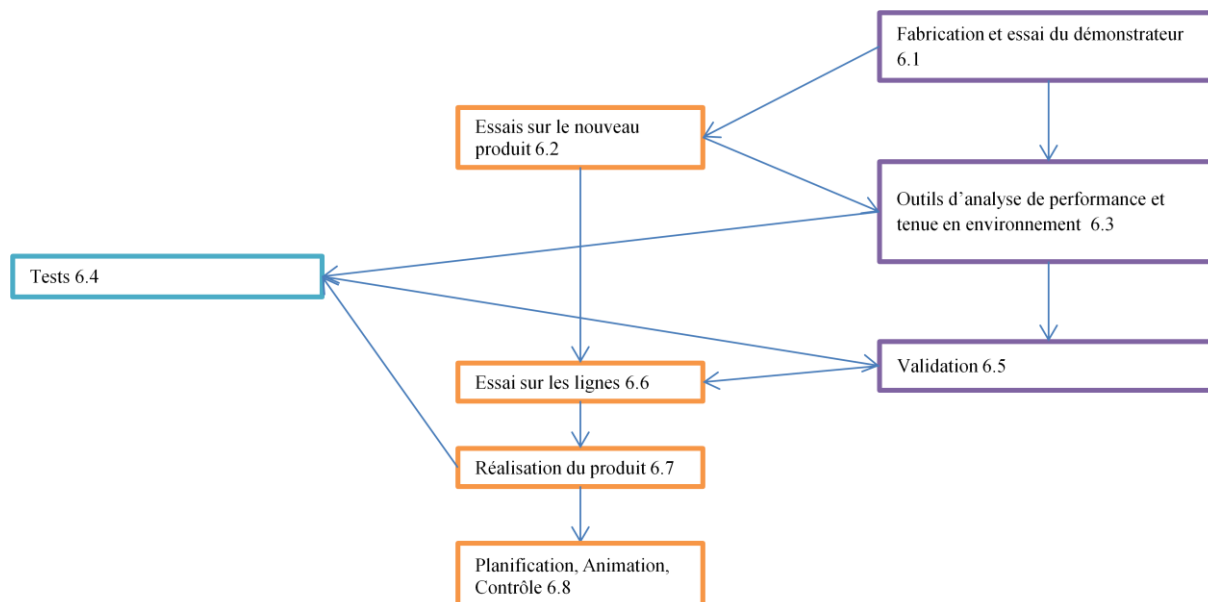 Fabrication et essai du démonstrateur
6.1
Essais sur le nouveau
produit 6.2
Outils d'analyse de performance et
tenue en environnement 6.3
Tests 6.4
Validation 6.5
Essai sur les lignes 6.6
Réalisation du produit 6.7
Planification, Animation,
Contrôle 6.8